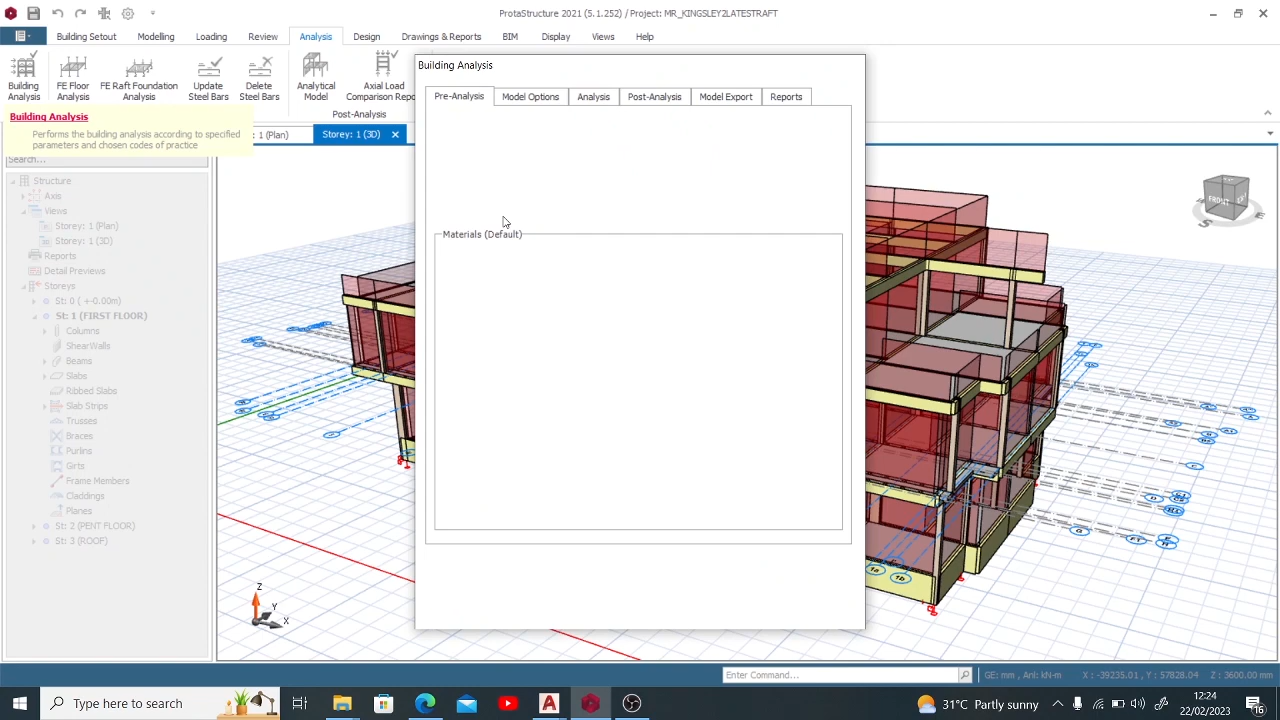 ProtaStructure 2021 (5.1.252) / Project: MR_KINGSLEY2LATESTRAFT
Building Setout Modelling Loading Review Analysis Design Drawings & Reports BIM Display Views Help
Building Analysis
FE Floor Analysis
FE Raft Foundation Analysis
Update Steel Bars
Delete Steel Bars
Analytical Model
Axial Load Comparison Repo
Post-Analysis
Building Analysis
Performs the building analysis according to specified
parameters and chosen codes of practice
: 1 (Plan)
Storey: 1 (3D)
Search...
Structure
Axis
Views
Storey: 1 (Plan)
Storey: 1 (3D)
Reports
Detail Previews
Storeys
St: 0 ( +-0.00m)
St: 1 (FIRST FLOOR)
Columns
ShearWalls
Beams
Slabs
Ribbed Slabs
Slab Strips
Trusses
Braces
Purlins
Girts
Frame Members
Claddings
Planes
St: 2 (PENT FLOOR)
St: 3 (ROOF)
Building Analysis
Pre-Analysis Model Options Analysis Post-Analysis Model Export Reports
Materials (Default)
FRONT
S
E
Z
Y
X
1a
1b
Enter Command...
GE: mm , Anl: kN-m X : -39235.01 , Y : 57828.04 Z : 3600.00 mm
Type here to search
31°C Partly sunny
12:24
22/02/2023
16